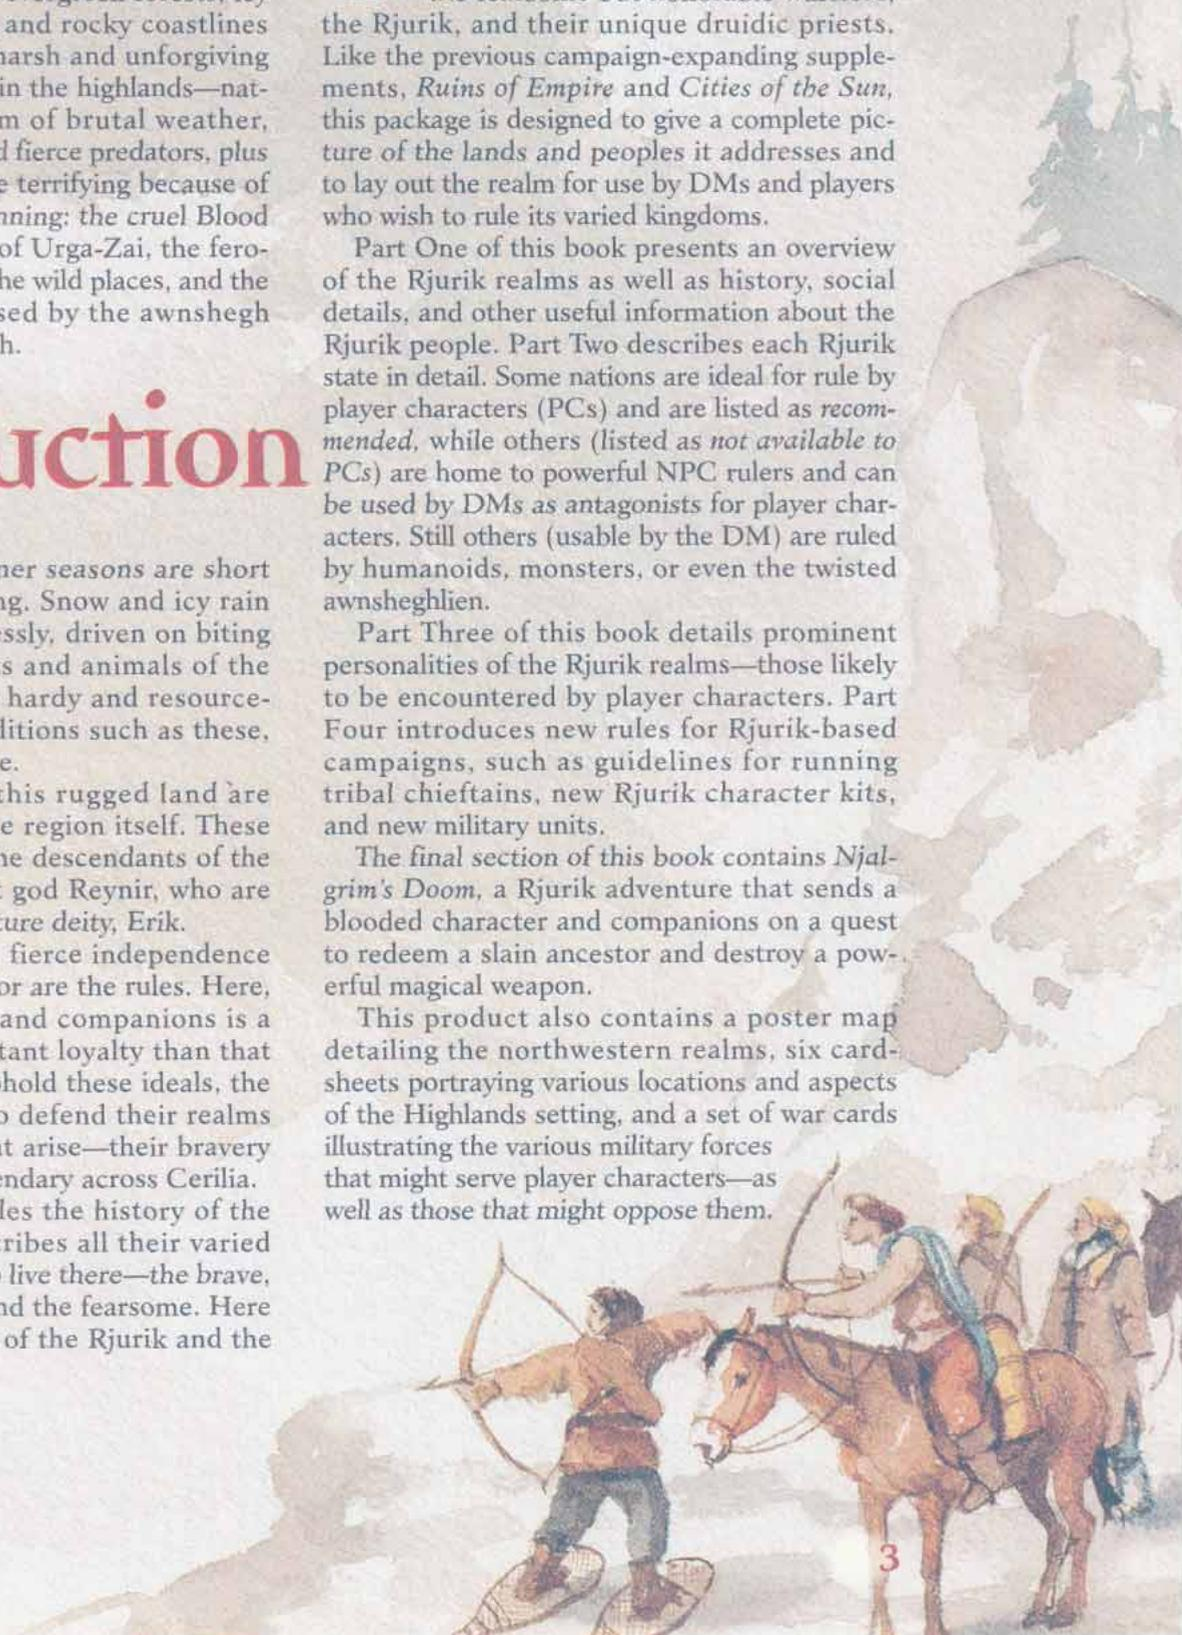 and rocky coastlines
harsh and unforgiving
in the highlands—nat-
of brutal weather,
fierce predators, plus
terrifying because of
the cruel Blood
of Urga-Zai, the fero-
wild places, and the
by the awnshegh
h.
uction
seasons are short
Snow and icy rain
driven on biting
and animals of the
hardy and resource-
such as these,
this rugged land are
region itself. These
descendants of the
god Reynir, who are
deity, Erik.
fierce independence
are the rules. Here,
and companions is a
loyalty than that
these ideals, the
defend their realms
arise—their bravery
across Cerilia.
the history of the
all their varied
live there—the brave,
the fearsome. Here
of the Rjurik and the
the Rjurik, and their unique druidic priests.
Like the previous campaign-expanding supple-
ments, Ruins of Empire and Cities of the Sun,
this package is designed to give a complete pic-
ture of the lands and peoples it addresses and
to lay out the realm for use by DMs and players
who wish to rule its varied kingdoms.
Part One of this book presents an overview
of the Rjurik realms as well as history, social
details, and other useful information about the
Rjurik people. Part Two describes each Rjurik
state in detail. Some nations are ideal for rule by
player characters (PCs) and are listed as recom-
mended, while others (listed as not available to
PCs) are home to powerful NPC rulers and can
be used by DMs as antagonists for player char-
acters. Still others (usable by the DM) are ruled
by humanoids, monsters, or even the twisted
awnsheghlien.
Part Three of this book details prominent
personalities of the Rjurik realms—those likely
to be encountered by player characters. Part
Four introduces new rules for Rjurik-based
campaigns, such as guidelines for running
tribal chieftains, new Rjurik character kits,
and new military units.
The final section of this book contains Njal-
grim's Doom, a Rjurik adventure that sends a
blooded character and companions on a quest
to redeem a slain ancestor and destroy a pow-
erful magical weapon.
This product also contains a poster map
detailing the northwestern realms, six card-
sheets portraying various locations and aspects
of the Highlands setting, and a set of war cards
illustrating the various military forces
that might serve player characters—as
well as those that might oppose them.
3